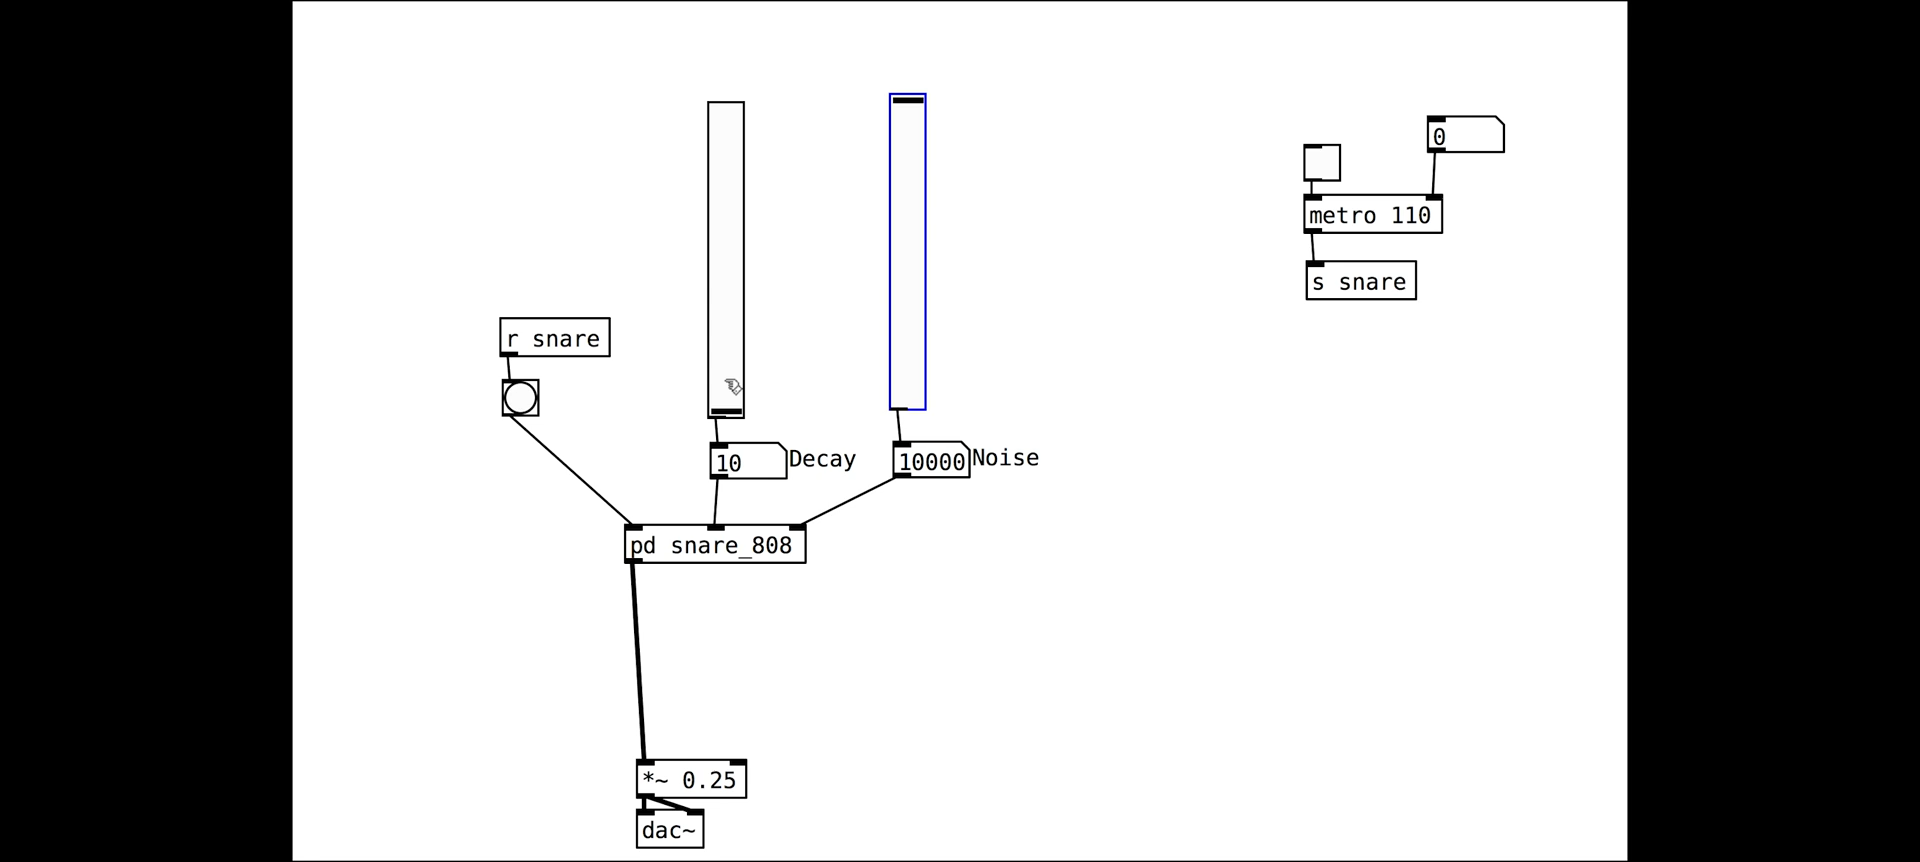 0
metro 110
s snare
r snare
10
Decay
10000
Noise
pd snare_808
*~ 0.25
dac~